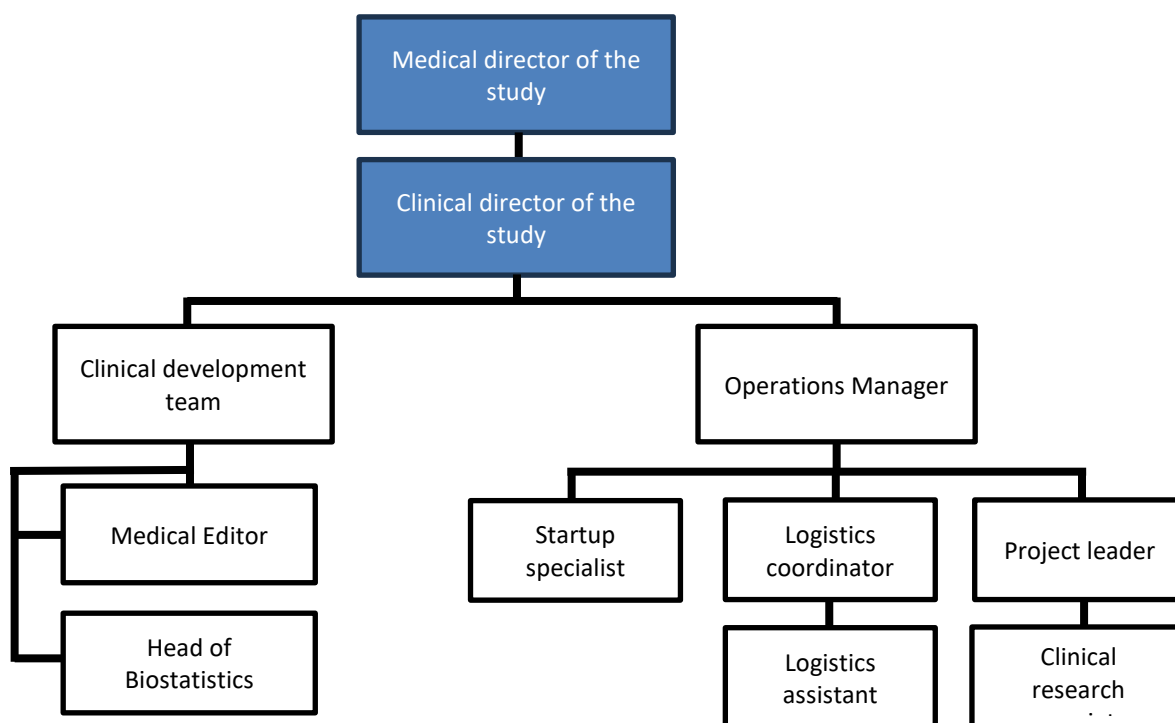 Medical director of the
study
Clinical director of the
study
Clinical development
team
Operations Manager
Medical Editor
Startup
specialist
Logistics
coordinator
Project leader
Head of
Biostatistics
Logistics
assistant
Clinical
research